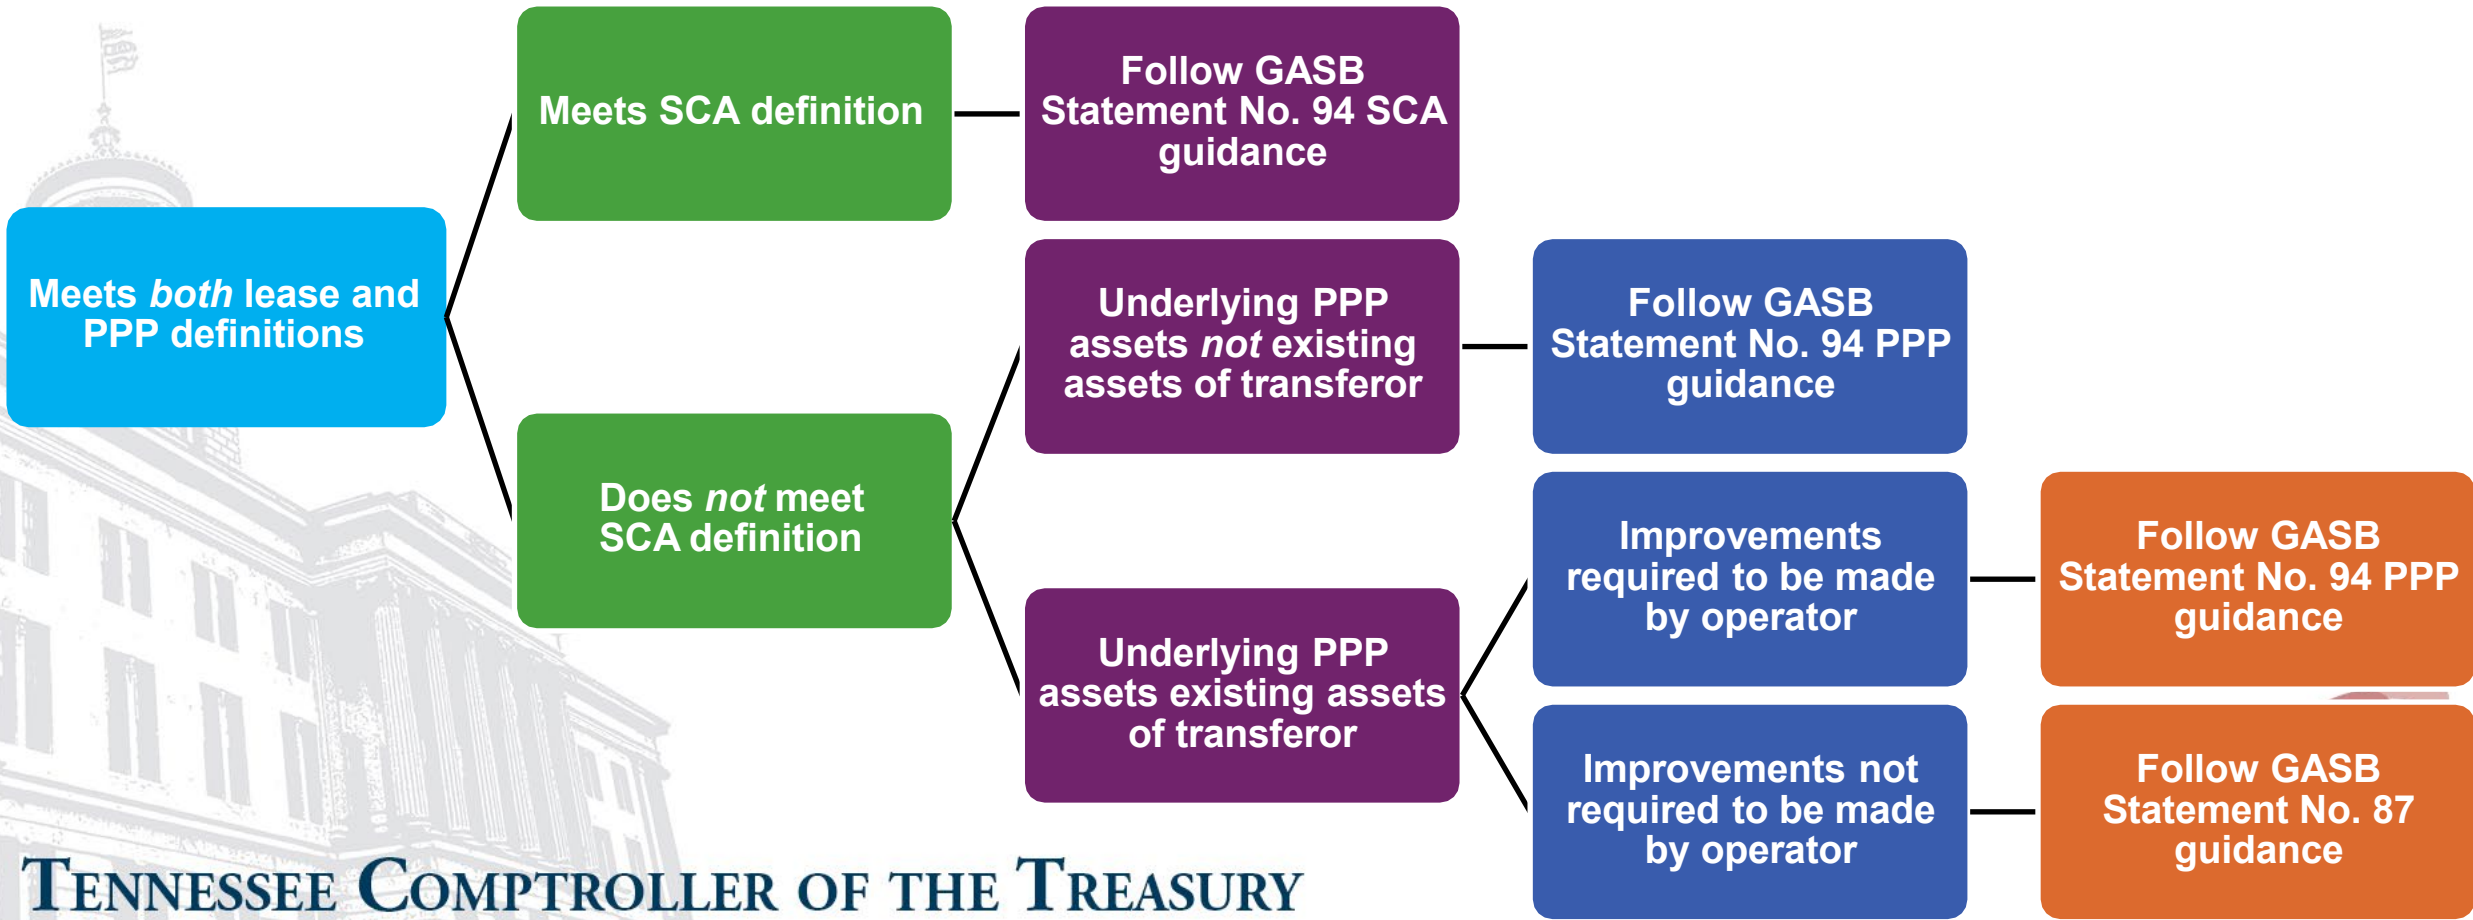 Meets SCA definition
Follow GASB
Statement No. 94 SCA
guidance
Meets both lease and
PPP definitions
Underlying PPP
assets not existing
assets of transferor
Follow GASB
Statement No. 94 PPP
guidance
Does not meet
SCA definition
Improvements
required to be made
by operator
Follow GASB
Statement No. 94 PPP
guidance
Underlying PPP
assets existing assets
of transferor
Improvements not
required to be made
by operator
Follow GASB
Statement No. 87
guidance
TENNESSEE COMPTROLLER OF THE TREASURY